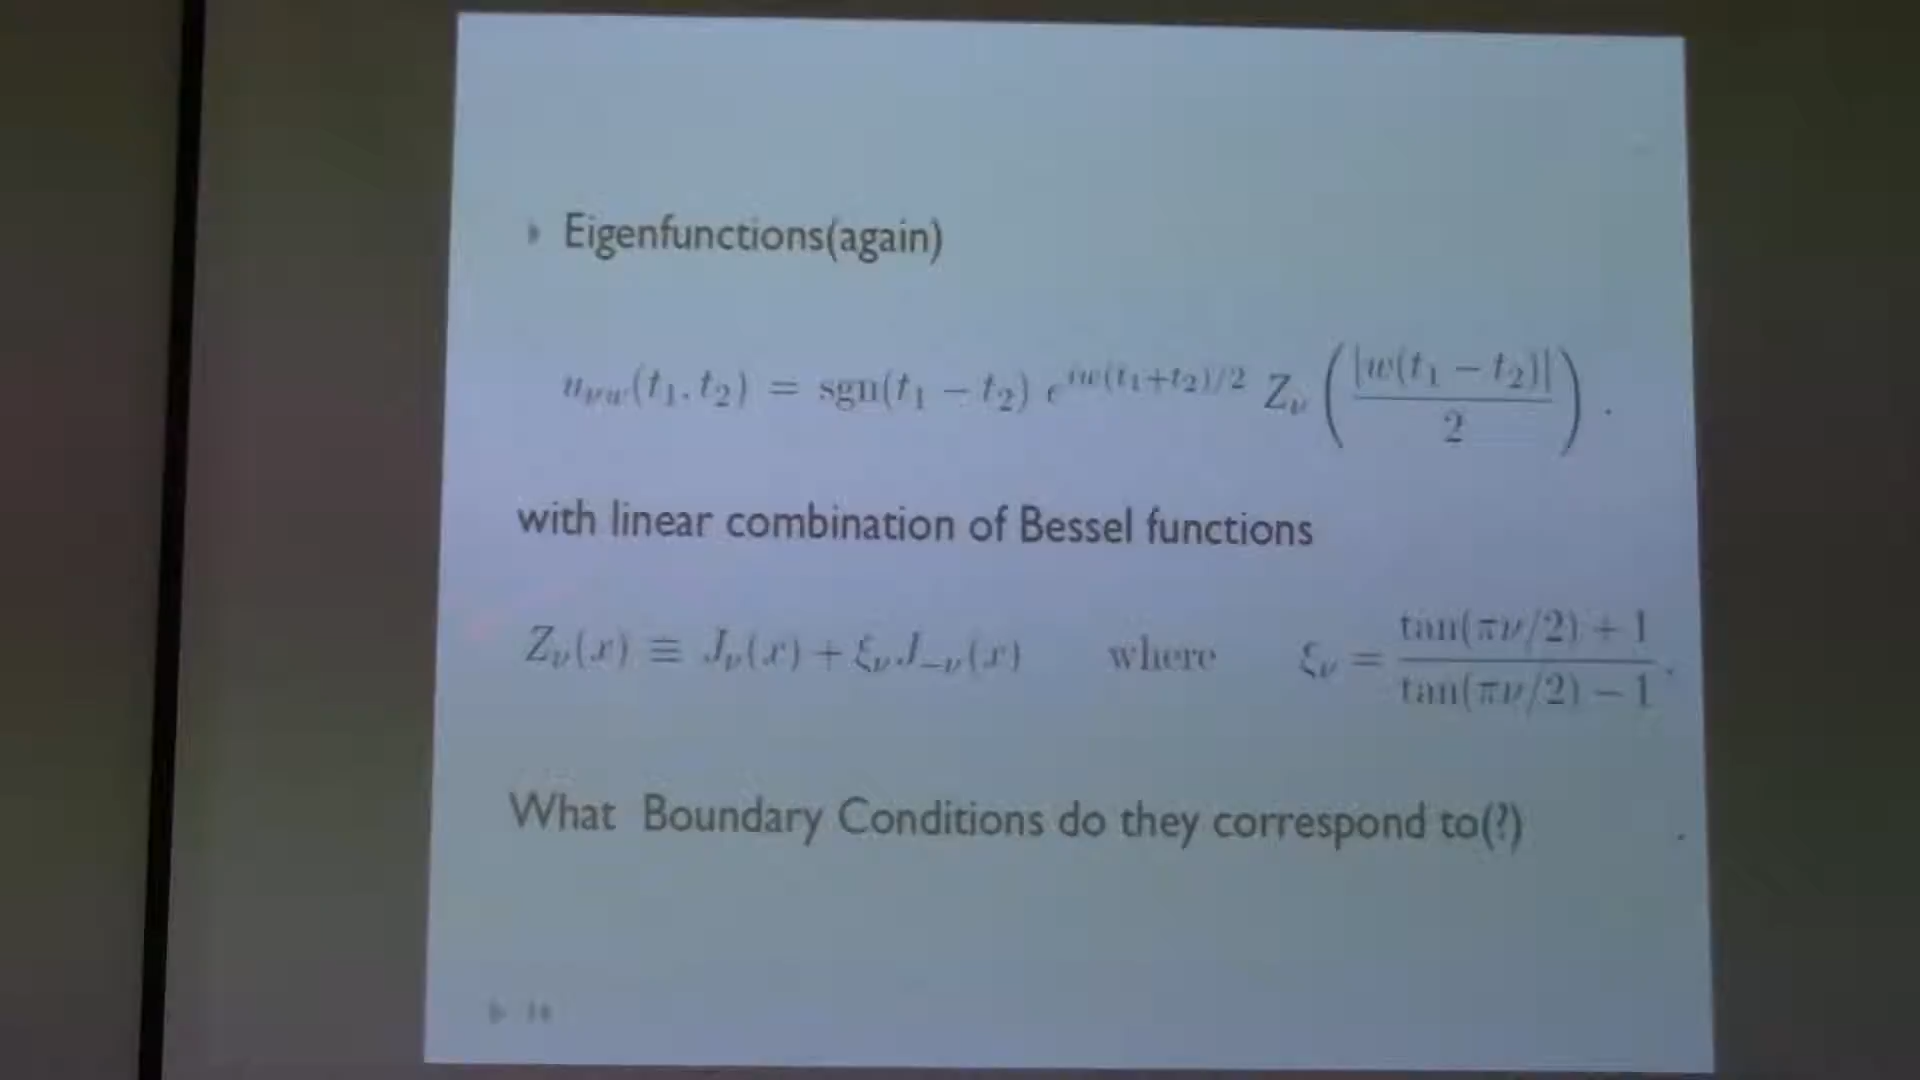 Eigenfunctions(again)
u_{νw}(t_1, t_2) = sgn(t_1 − t_2) e^{iw(t_1+t_2)/2} Z_ν ( |w(t_1 − t_2)| / 2 ) .
with linear combination of Bessel functions
Z_ν(x) ≡ J_ν(x) + ξ_ν J_{−ν}(x) where ξ_ν = (tan(πν/2) + 1) / (tan(πν/2) − 1) .
What Boundary Conditions do they correspond to(?)